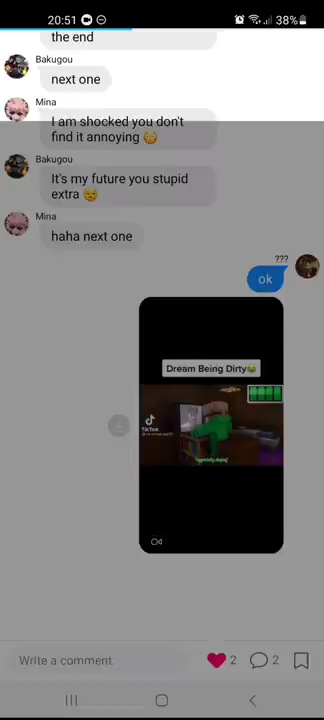 20:51
38%
the end
Bakugou
next one
Mina
I am shocked you don't
find it annoying 😳
Bakugou
It's my future you stupid
extra 😒
Mina
haha next one
???
ok
Dream Being Dirty🤮
TikTok
Write a comment.
2
2